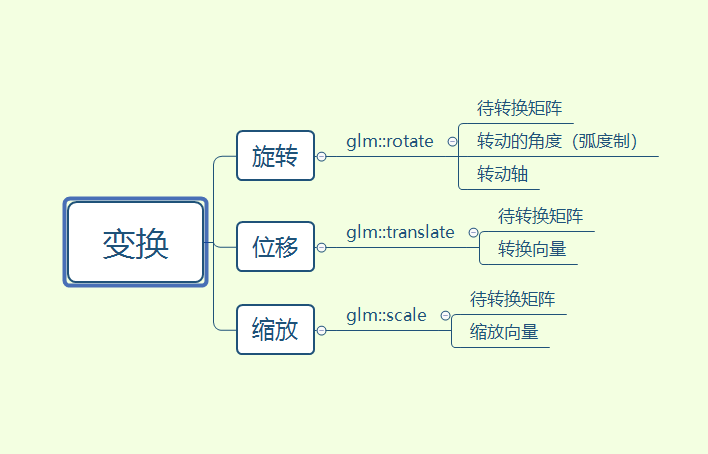 变换
旋转
glm::rotate
待转换矩阵
转动的角度（弧度制）
转动轴
位移
glm::translate
待转换矩阵
转换向量
缩放
glm::scale
待转换矩阵
缩放向量